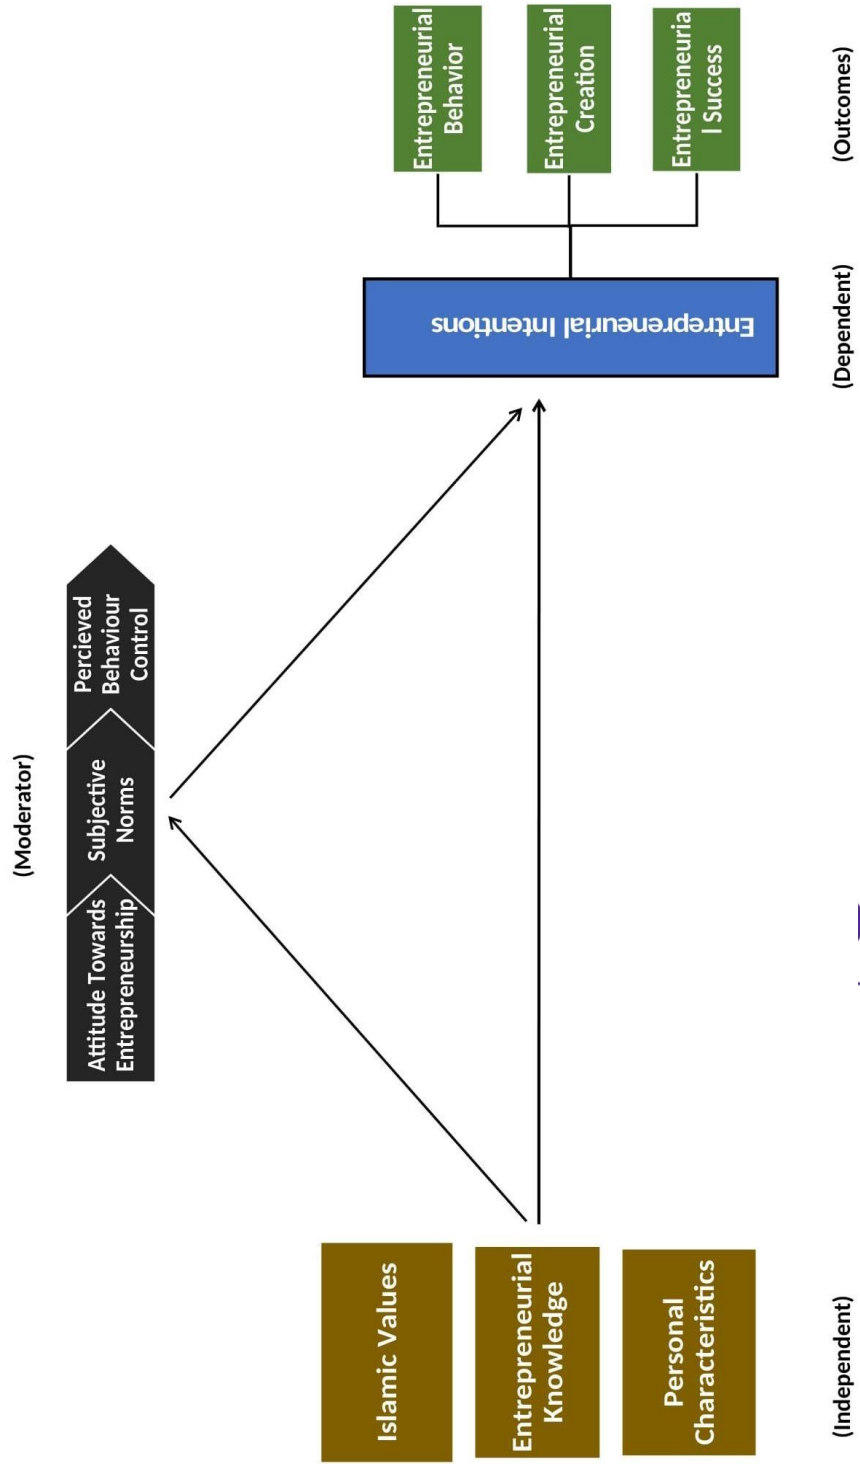 (Moderator)
Attitude Towards
Entrepreneurship
Subjective
Norms
Percieved
Behaviour
Control
Islamic Values
Entrepreneurial
Knowledge
Personal
Characteristics
Entrepreneurial Intentions
Entrepreneurial
Behavior
Entrepreneurial
Creation
Entrepreneuria
l Success
(Independent)
(Dependent)
(Outcomes)